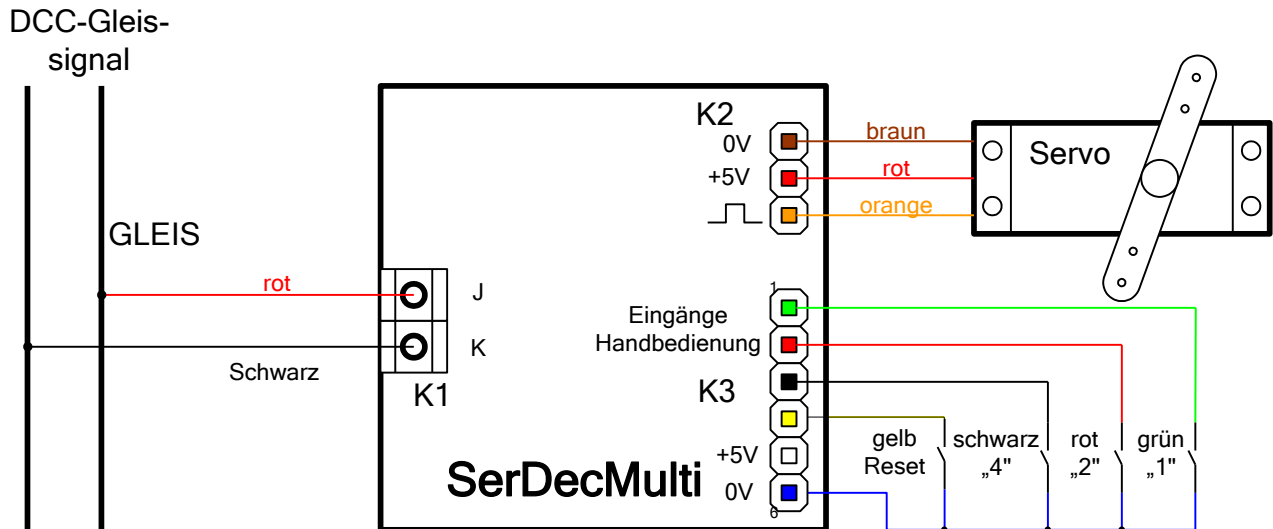 DCC-Gleis-
signal
GLEIS
rot
Schwarz
J
K
K1
K2
0V
+5V
braun
rot
orange
Servo
Eingänge
Handbedienung
1
K3
+5V
0V
6
SerDecMulti
gelb
Reset
schwarz
„4"
rot
„2"
grün
„1"